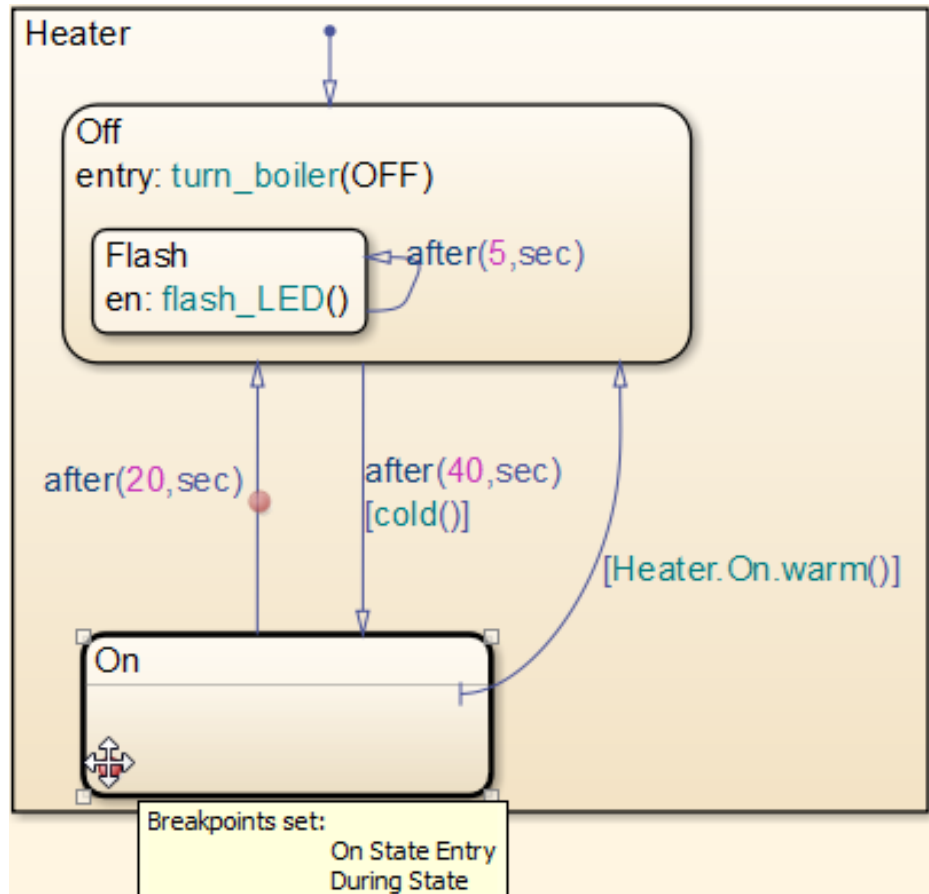 Heater
Off
entry: turn_boiler(OFF)
Flash
after(5,sec)
en: flash_LED()
after(20,sec)
after(40,sec)
[cold()]
[Heater.On.warm()]
On
Breakpoints set:
On State Entry
During State